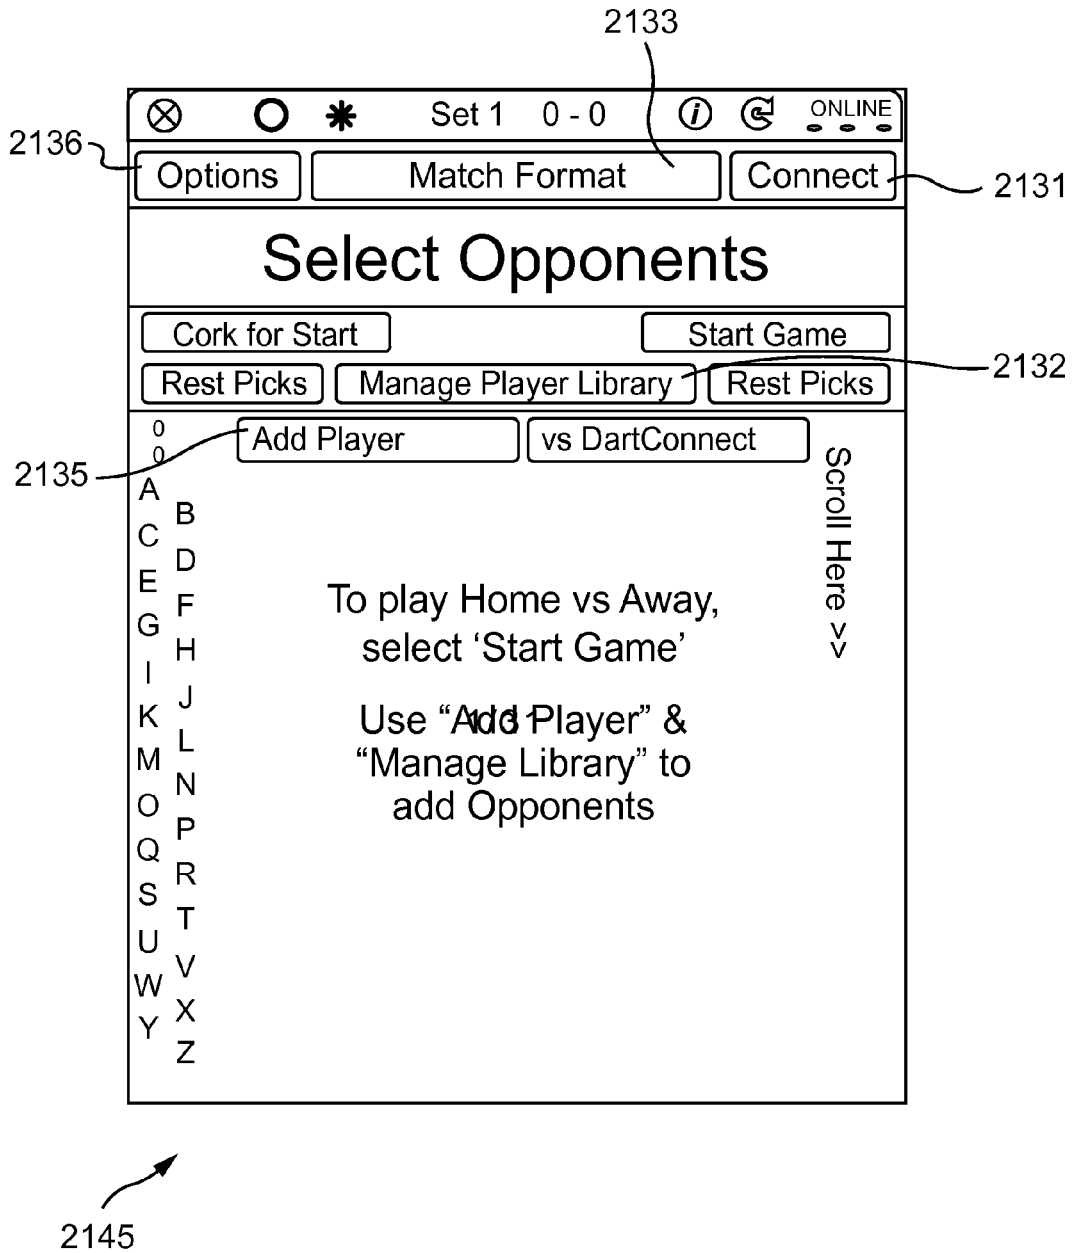 2133
Set 1 0 - 0 i ONLINE
2136
Options Match Format Connect
2131
Select Opponents
Cork for Start Start Game
Rest Picks Manage Player Library Rest Picks
2132
0
0
Add Player vs DartConnect
2135
Scroll Here >>
A
B
C
D
E
F
G
H
I
J
K
L
M
N
O
P
Q
R
S
T
U
V
W
X
Y
Z
To play Home vs Away,
select ‘Start Game’
Use “Add Player” &
“Manage Library” to
add Opponents
2145